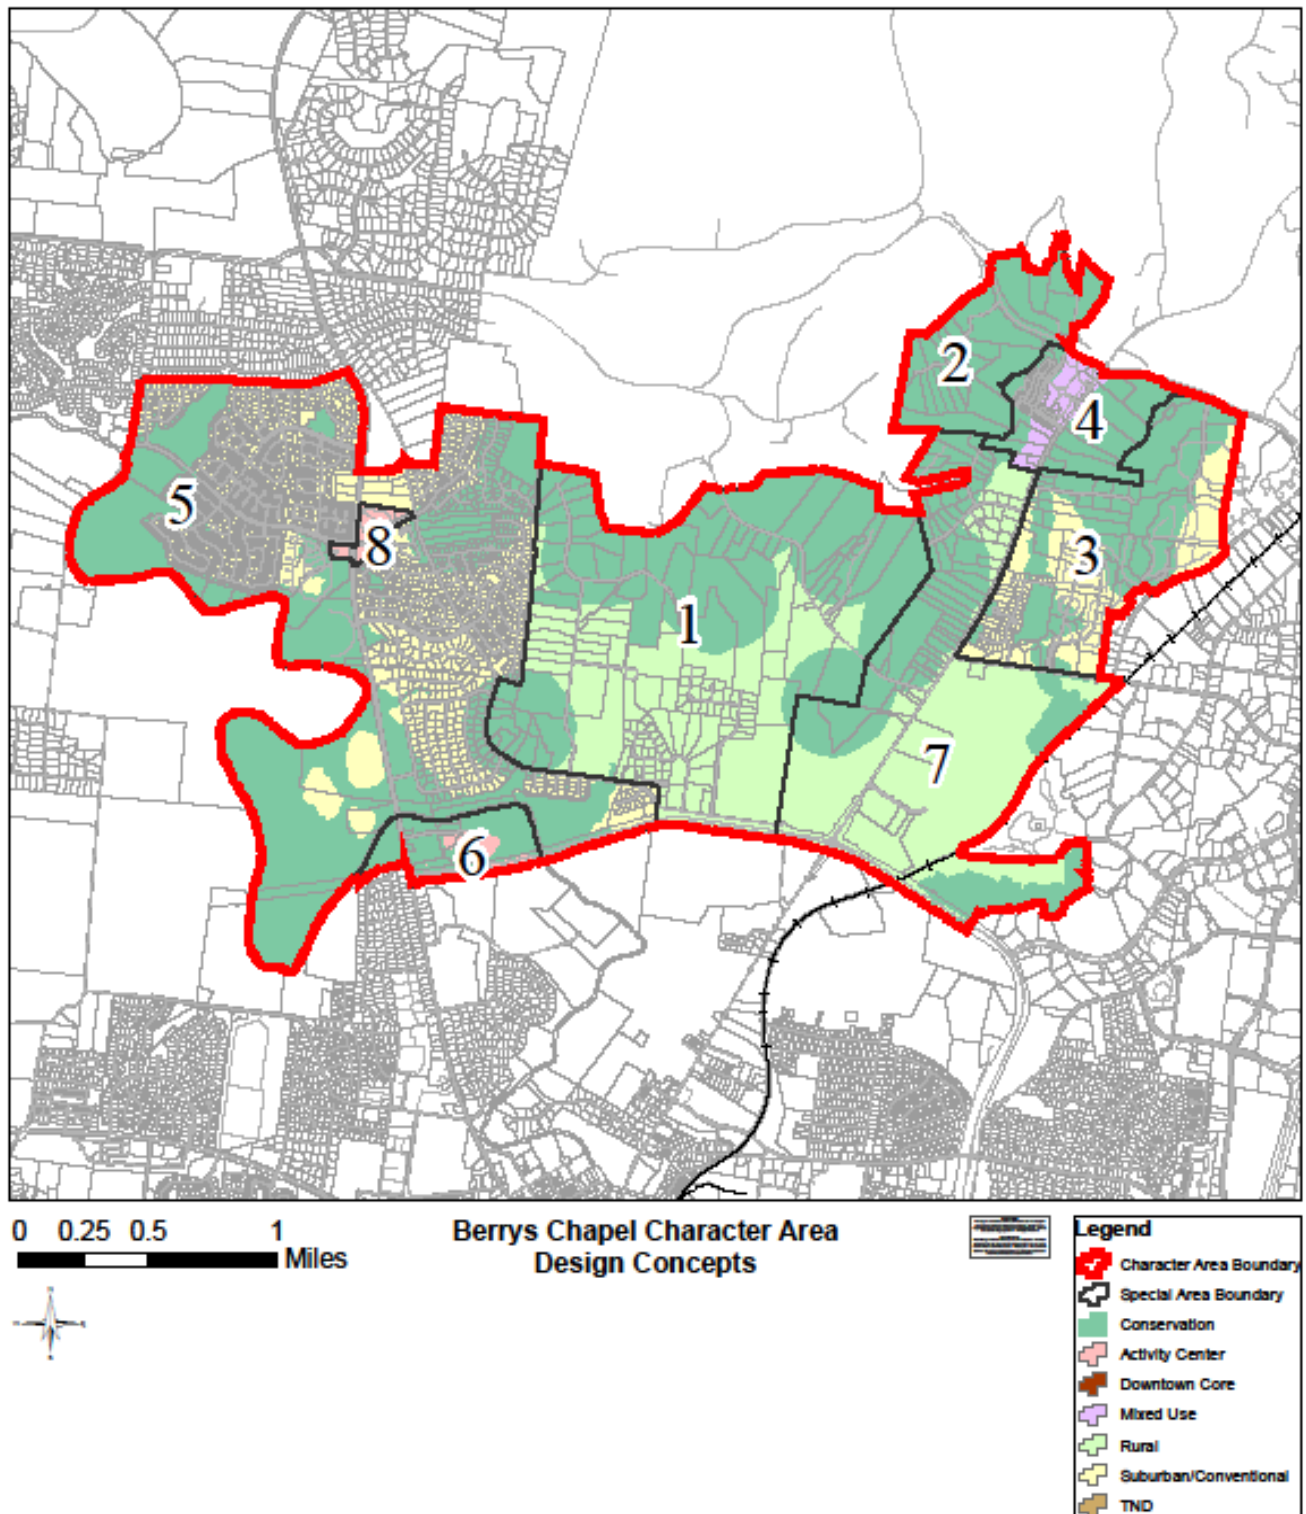 2
4
5
8
3
1
7
6
0 0.25 0.5 1
Miles
Berrys Chapel Character Area
Design Concepts
Legend
Character Area Boundary
Special Area Boundary
Conservation
Activity Center
Downtown Core
Mixed Use
Rural
Suburban/Conventional
TND